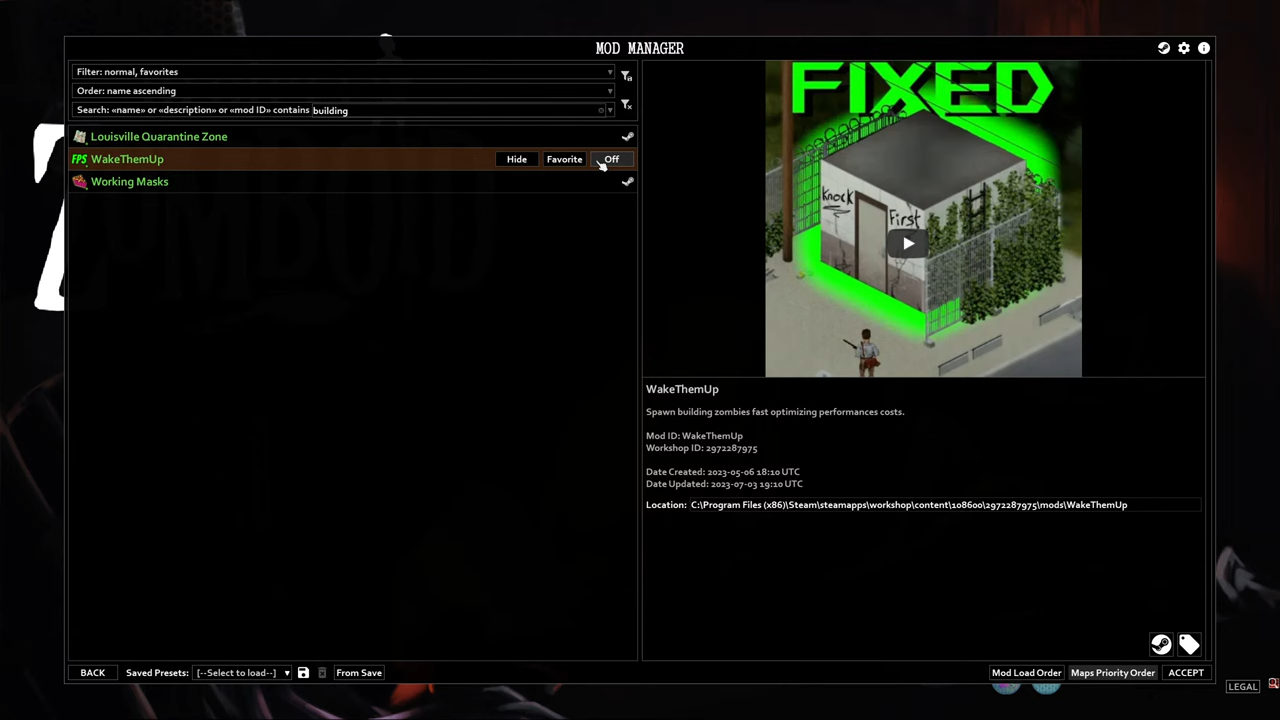 MOD MANAGER
Filter: normal, favorites
Order: name ascending
Search: «name» or «description» or «mod ID» contains building
Louisville Quarantine Zone
FPS WakeThemUp Hide Favorite Off
Working Masks
FIXED
Knock
First
WakeThemUp
Spawn building zombies fast optimizing performances costs.
Mod ID: WakeThemUp
Workshop ID: 2972287975
Date Created: 2023-05-06 18:10 UTC
Date Updated: 2023-07-03 19:10 UTC
Location: C:\Program Files (x86)\Steam\steamapps\workshop\content\108600\2972287975\mods\WakeThemUp
BACK Saved Presets: [--Select to load--] From Save Mod Load Order Maps Priority Order ACCEPT
LEGAL